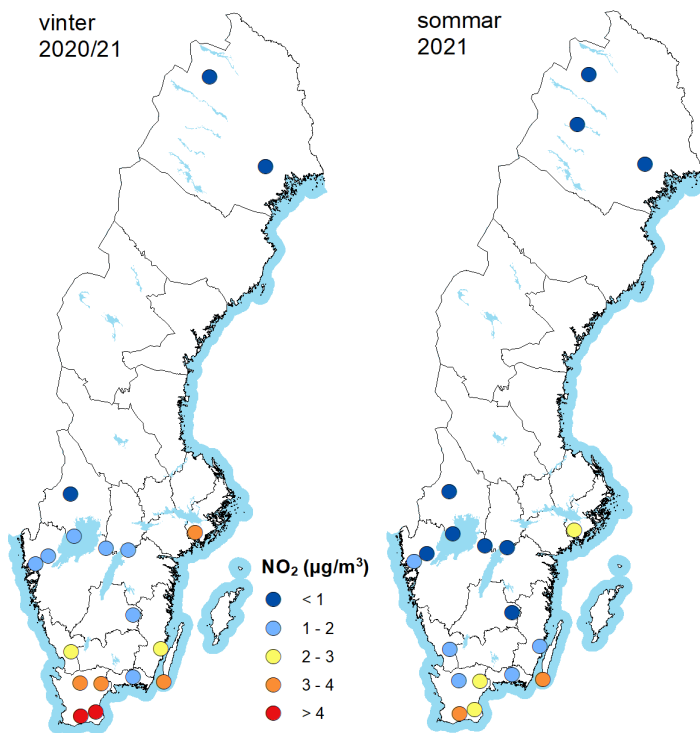 vinter
2020/21
sommar
2021
NO₂ (µg/m³)
< 1
1 - 2
2 - 3
3 - 4
> 4